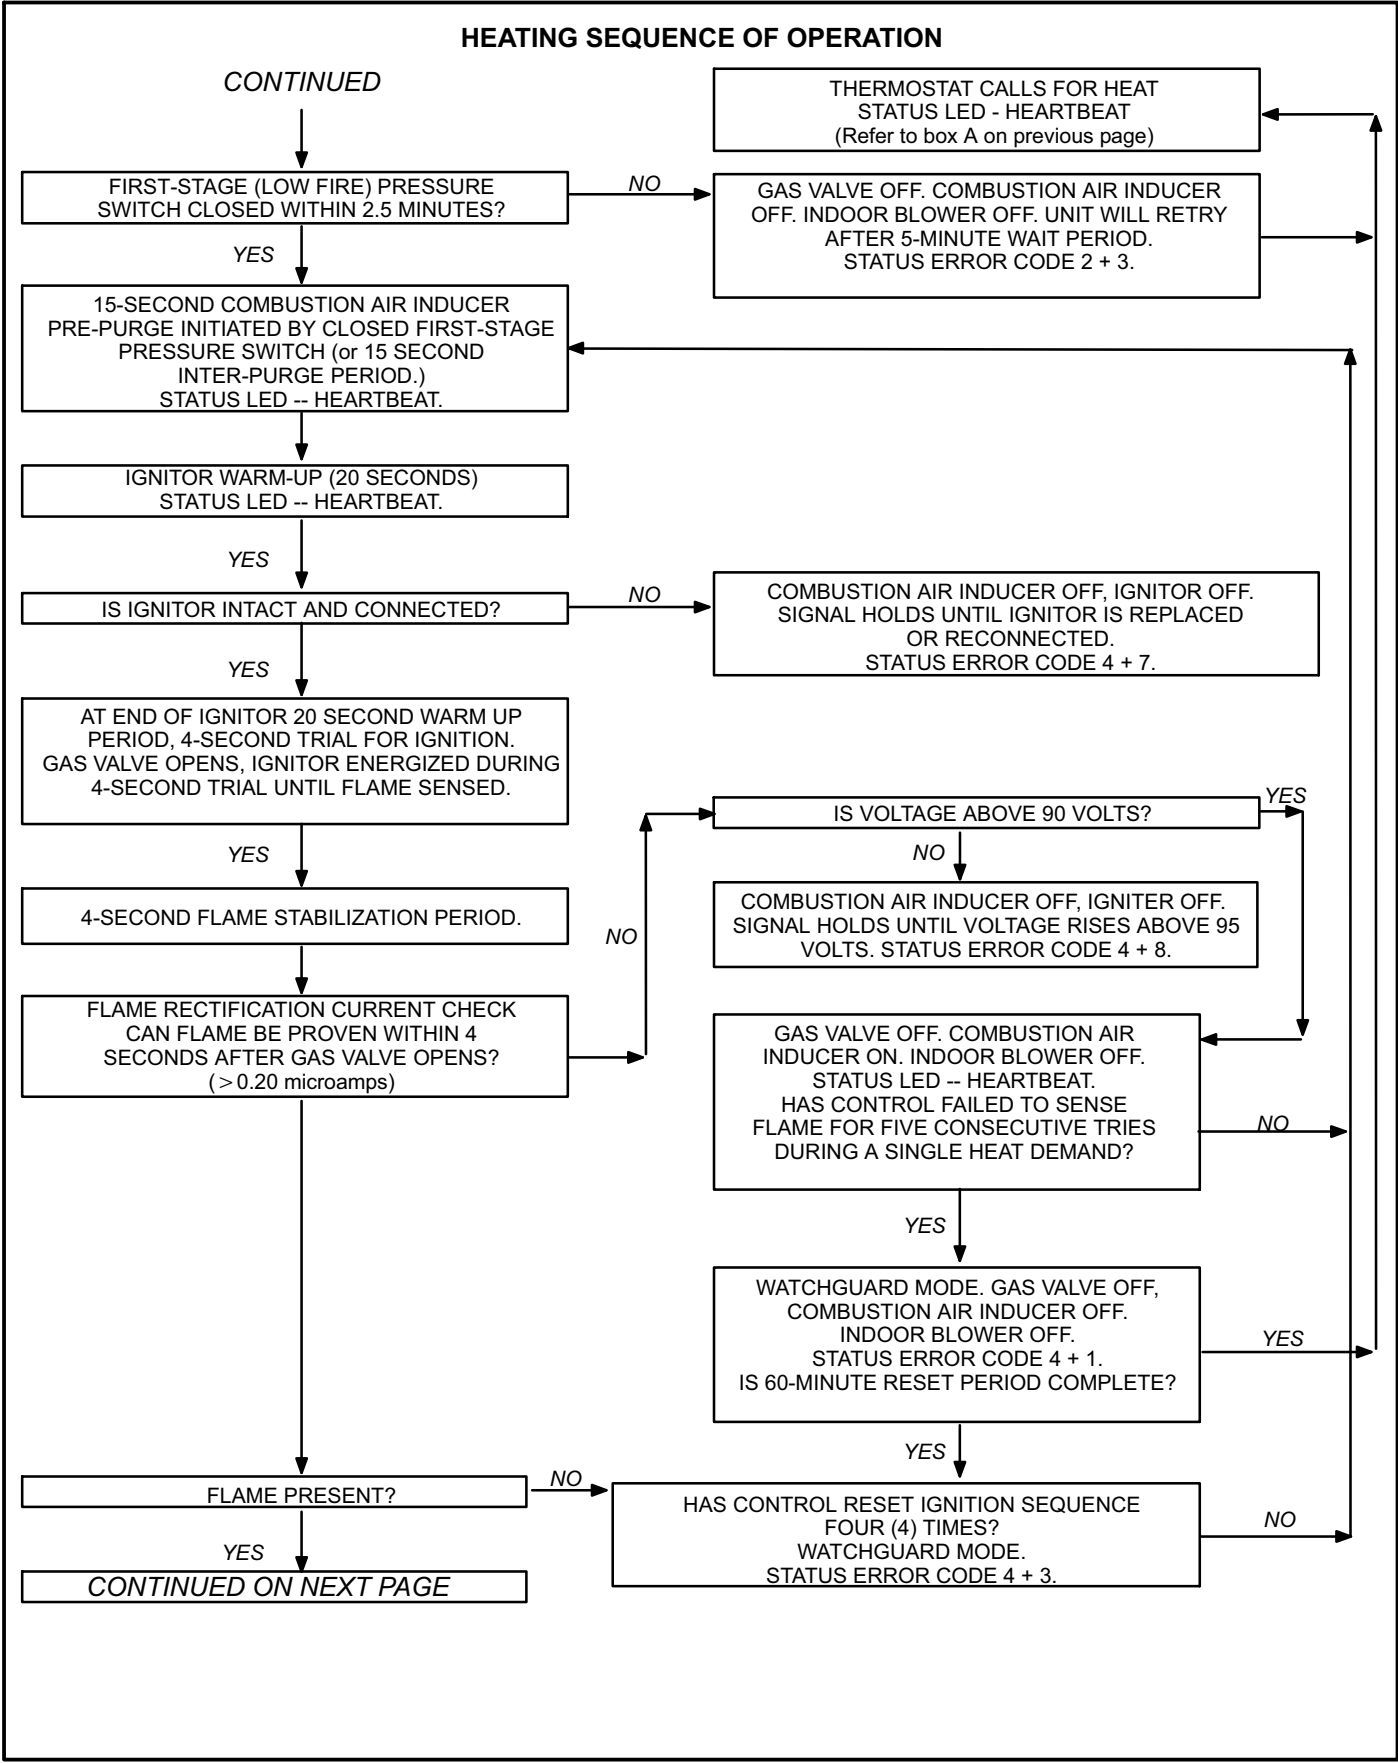 HEATING SEQUENCE OF OPERATION
CONTINUED
THERMOSTAT CALLS FOR HEAT
STATUS LED - HEARTBEAT
(Refer to box A on previous page)
FIRST-STAGE (LOW FIRE) PRESSURE
SWITCH CLOSED WITHIN 2.5 MINUTES?
NO
GAS VALVE OFF. COMBUSTION AIR INDUCER
OFF. INDOOR BLOWER OFF. UNIT WILL RETRY
AFTER 5-MINUTE WAIT PERIOD.
STATUS ERROR CODE 2 + 3.
YES
15-SECOND COMBUSTION AIR INDUCER
PRE-PURGE INITIATED BY CLOSED FIRST-STAGE
PRESSURE SWITCH (or 15 SECOND
INTER-PURGE PERIOD.)
STATUS LED -- HEARTBEAT.
IGNITOR WARM-UP (20 SECONDS)
STATUS LED -- HEARTBEAT.
YES
IS IGNITOR INTACT AND CONNECTED?
NO
COMBUSTION AIR INDUCER OFF, IGNITOR OFF.
SIGNAL HOLDS UNTIL IGNITOR IS REPLACED
OR RECONNECTED.
STATUS ERROR CODE 4 + 7.
YES
AT END OF IGNITOR 20 SECOND WARM UP
PERIOD, 4-SECOND TRIAL FOR IGNITION.
GAS VALVE OPENS, IGNITOR ENERGIZED DURING
4-SECOND TRIAL UNTIL FLAME SENSED.
YES
4-SECOND FLAME STABILIZATION PERIOD.
FLAME RECTIFICATION CURRENT CHECK
CAN FLAME BE PROVEN WITHIN 4
SECONDS AFTER GAS VALVE OPENS?
(>0.20 microamps)
NO
IS VOLTAGE ABOVE 90 VOLTS?
YES
NO
COMBUSTION AIR INDUCER OFF, IGNITER OFF.
SIGNAL HOLDS UNTIL VOLTAGE RISES ABOVE 95
VOLTS. STATUS ERROR CODE 4 + 8.
GAS VALVE OFF. COMBUSTION AIR
INDUCER ON. INDOOR BLOWER OFF.
STATUS LED -- HEARTBEAT.
HAS CONTROL FAILED TO SENSE
FLAME FOR FIVE CONSECUTIVE TRIES
DURING A SINGLE HEAT DEMAND?
NO
YES
WATCHGUARD MODE. GAS VALVE OFF,
COMBUSTION AIR INDUCER OFF.
INDOOR BLOWER OFF.
STATUS ERROR CODE 4 + 1.
IS 60-MINUTE RESET PERIOD COMPLETE?
YES
YES
FLAME PRESENT?
NO
HAS CONTROL RESET IGNITION SEQUENCE
FOUR (4) TIMES?
WATCHGUARD MODE.
STATUS ERROR CODE 4 + 3.
NO
YES
CONTINUED ON NEXT PAGE